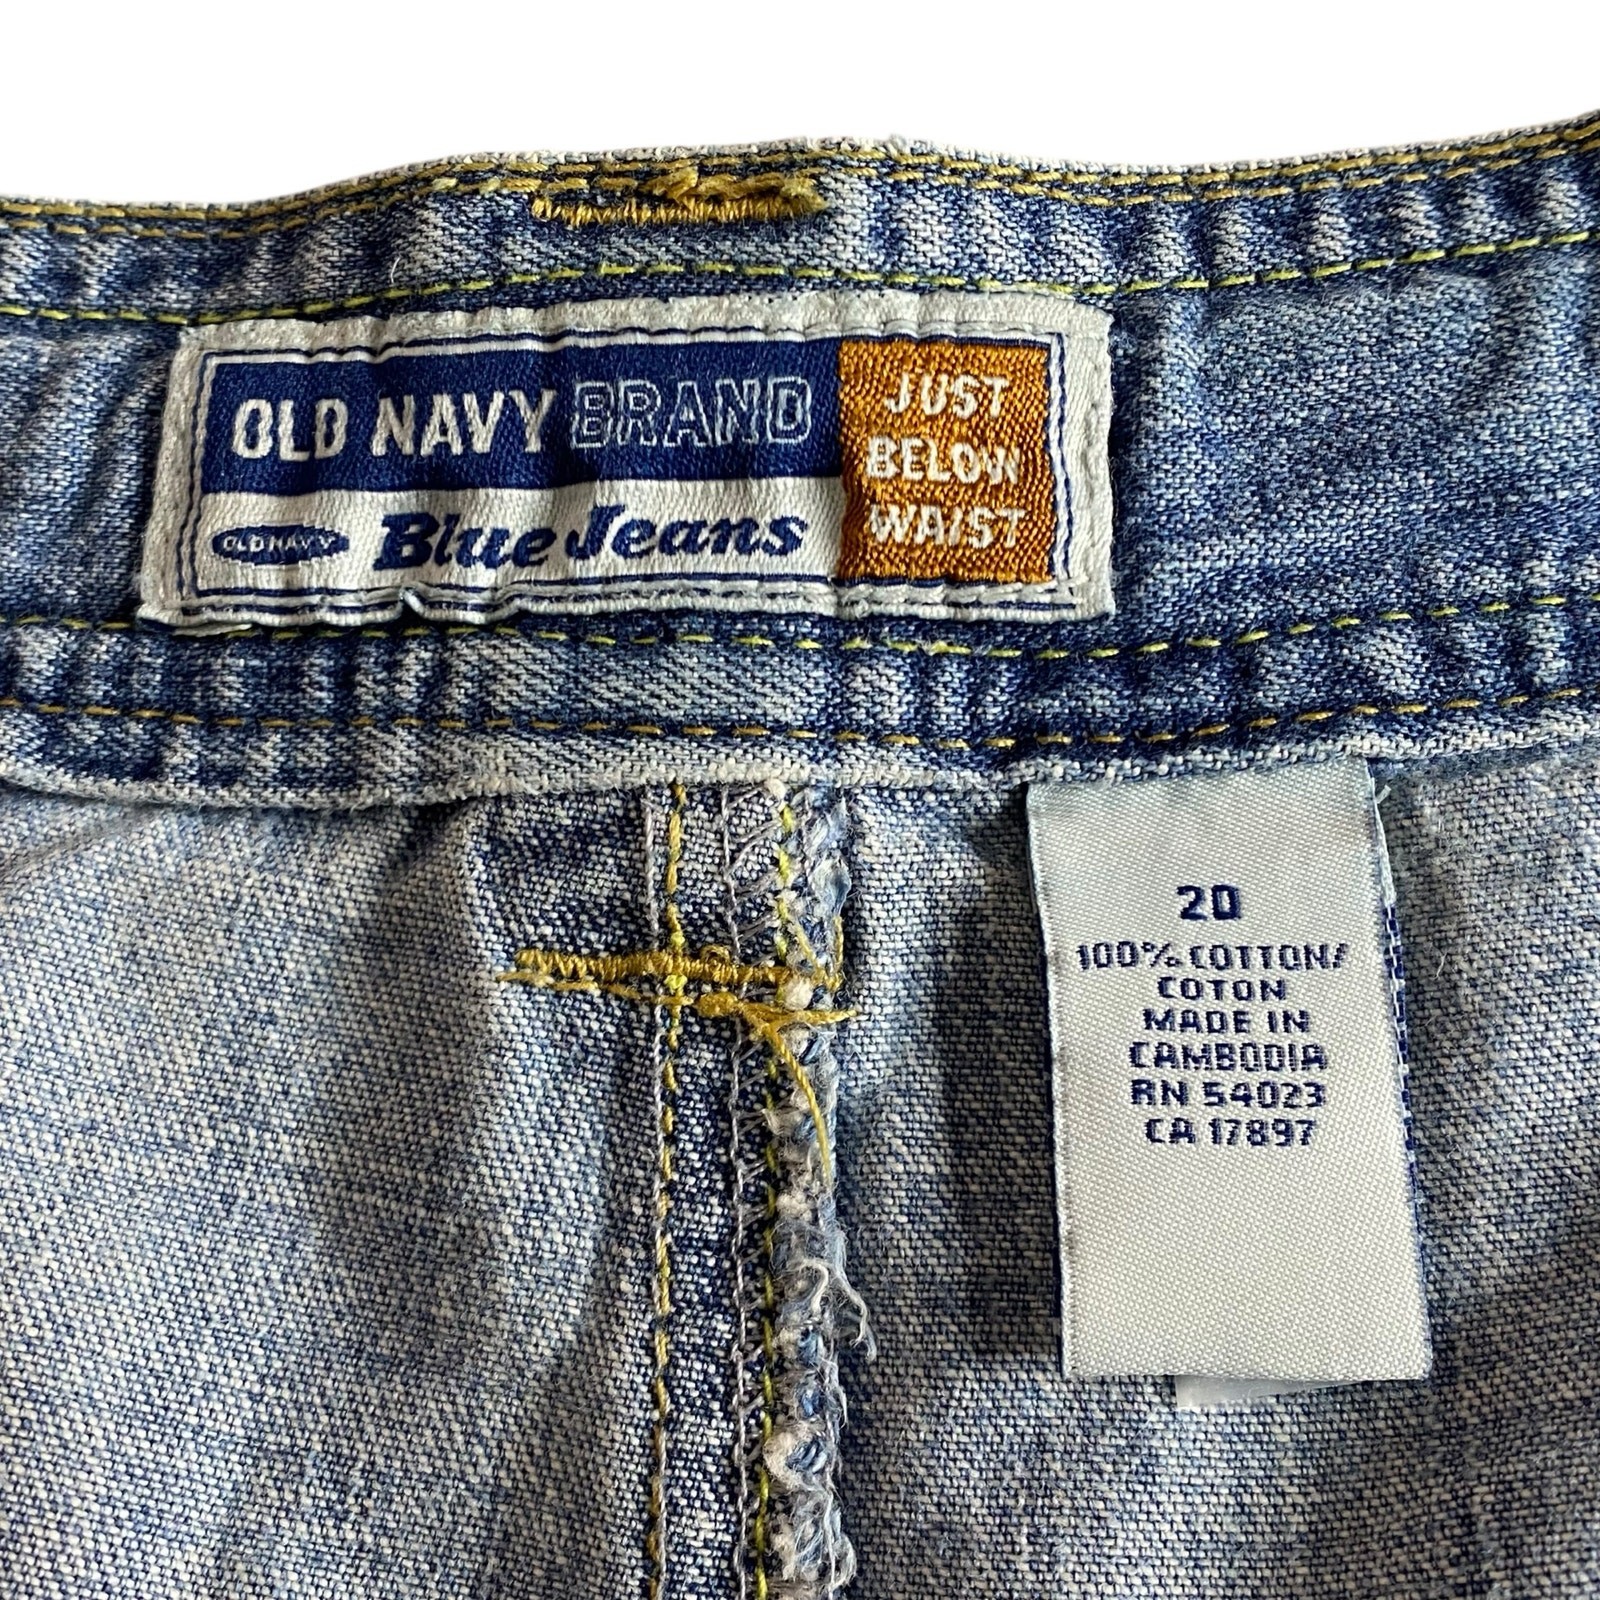 OLD NAVY BRAND
OLD NAVY Blue Jeans
JUST
BELOW
WAIST
20
100% COTTON/
COTON
MADE IN
CAMBODIA
RN 54023
CA 17897